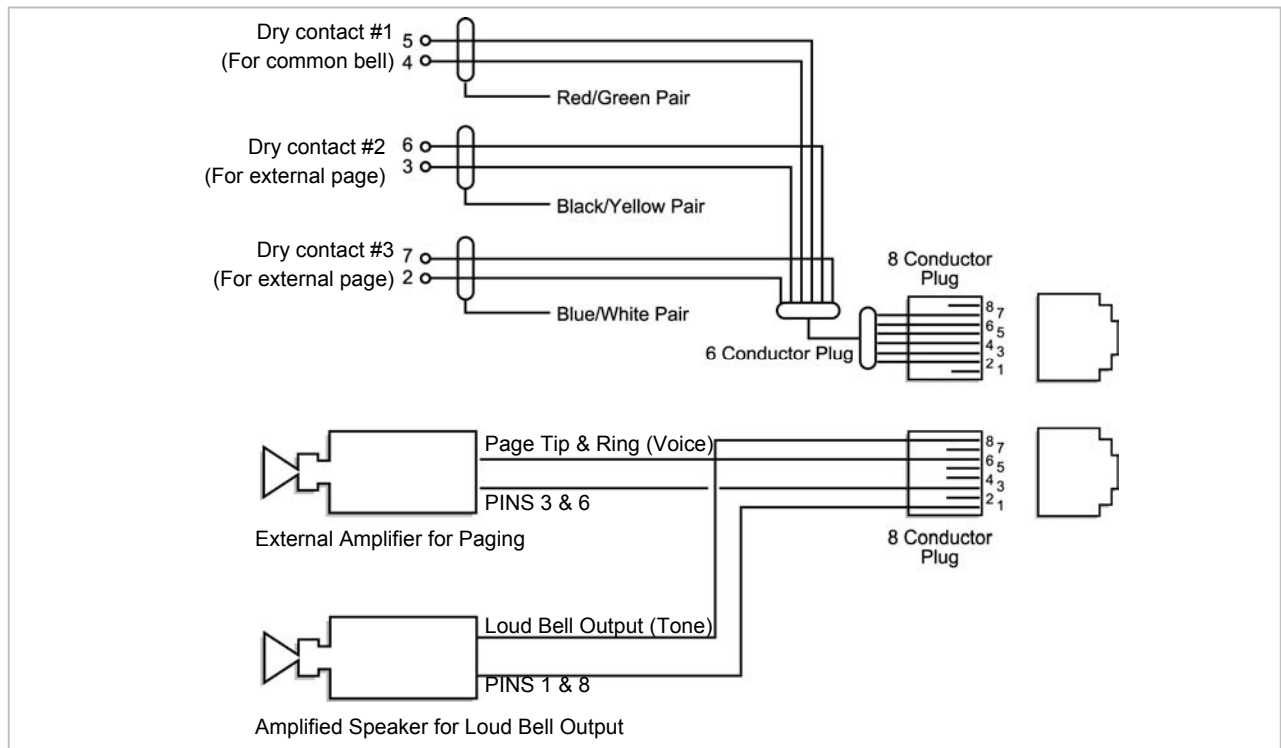 Dry contact #1
(For common bell)
5
4
Red/Green Pair
Dry contact #2
(For external page)
6
3
Black/Yellow Pair
Dry contact #3
(For external page)
7
2
Blue/White Pair
6 Conductor Plug
8 Conductor
Plug
8
7
6
5
4
3
2
1
Page Tip & Ring (Voice)
PINS 3 & 6
External Amplifier for Paging
8
7
6
5
4
3
2
1
8 Conductor
Plug
Loud Bell Output (Tone)
PINS 1 & 8
Amplified Speaker for Loud Bell Output